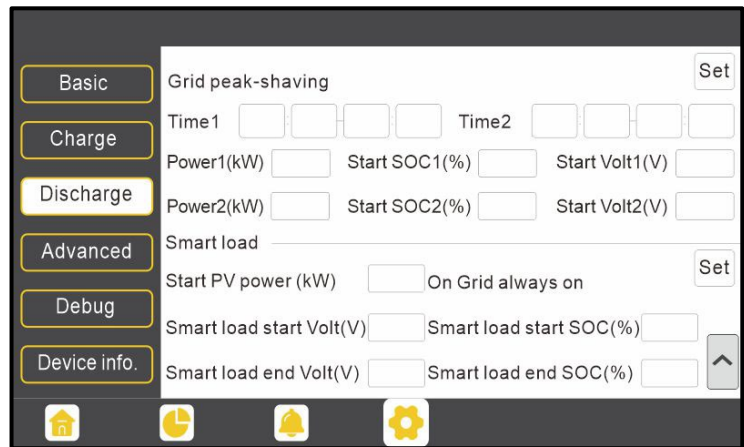 Basic
Charge
Discharge
Advanced
Debug
Device info.
Grid peak-shaving Set
Time1 : - : Time2 : - :
Power1(kW) Start SOC1(%) Start Volt1(V)
Power2(kW) Start SOC2(%) Start Volt2(V)
Smart load
Start PV power (kW) On Grid always on Set
Smart load start Volt(V) Smart load start SOC(%)
Smart load end Volt(V) Smart load end SOC(%)